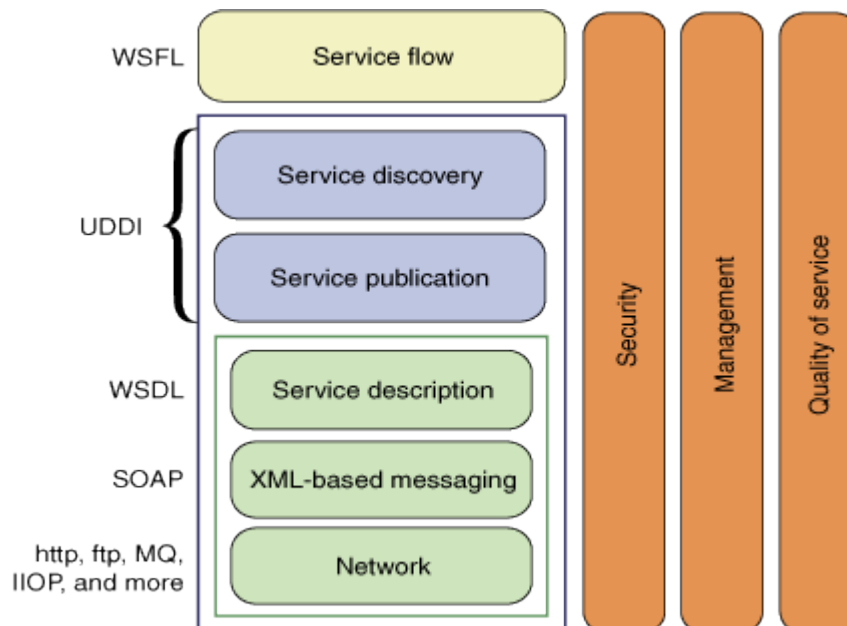 WSFL
Service flow
UDDI
Service discovery
Service publication
WSDL
Service description
SOAP
XML-based messaging
http, ftp, MQ,
IIOP, and more
Network
Security
Management
Quality of service